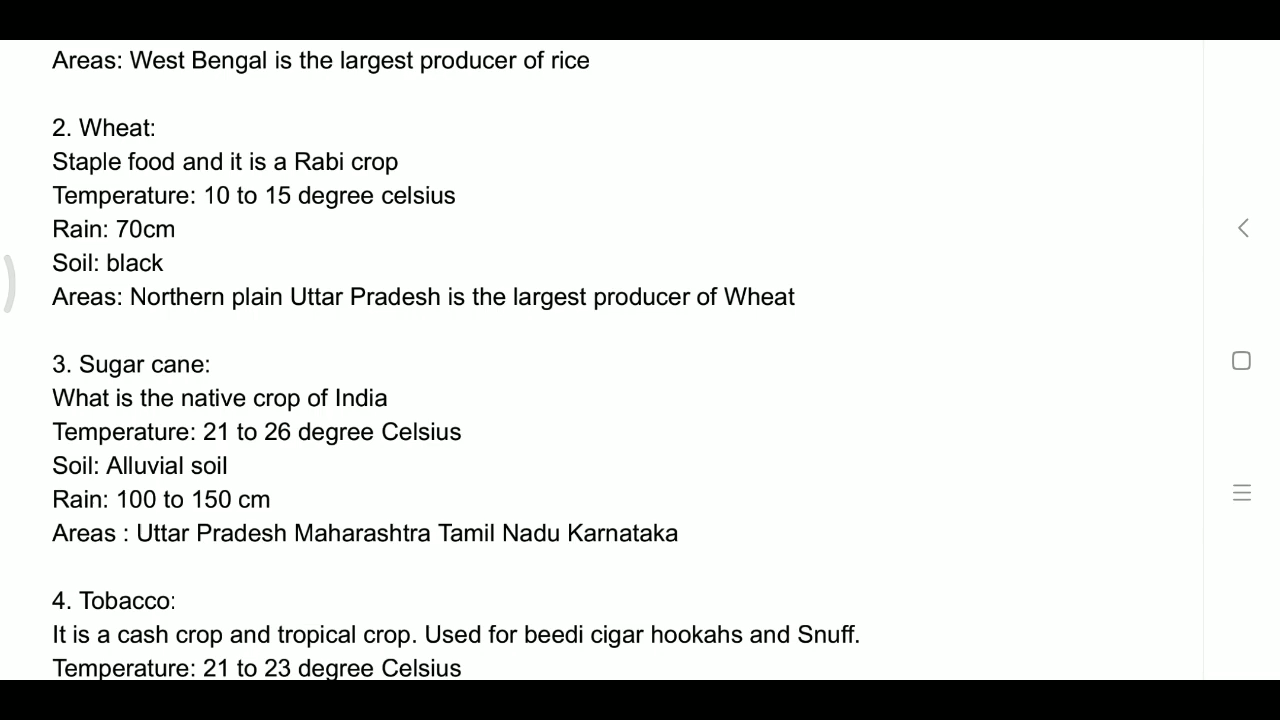 Areas: West Bengal is the largest producer of rice
2. Wheat:
Staple food and it is a Rabi crop
Temperature: 10 to 15 degree celsius
Rain: 70cm
Soil: black
Areas: Northern plain Uttar Pradesh is the largest producer of Wheat
3. Sugar cane:
What is the native crop of India
Temperature: 21 to 26 degree Celsius
Soil: Alluvial soil
Rain: 100 to 150 cm
Areas : Uttar Pradesh Maharashtra Tamil Nadu Karnataka
4. Tobacco:
It is a cash crop and tropical crop. Used for beedi cigar hookahs and Snuff.
Temperature: 21 to 23 degree Celsius